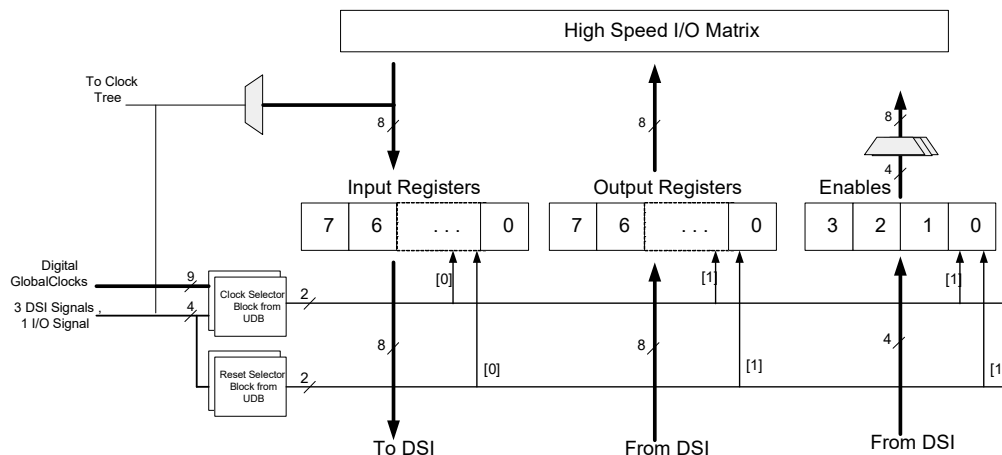 High Speed I/O Matrix
To Clock
Tree
8
8
8
4
Input Registers
Output Registers
Enables
7 6 . . . 0
7 6 . . . 0
3 2 1 0
Digital
GlobalClocks
9
[0]
[1]
[1]
3 DSI Signals ,
1 I/O Signal
4
Clock Selector
Block from
UDB
2
8
8
4
Reset Selector
Block from
UDB
2
[0]
[1]
[1
To DSI
From DSI
From DSI